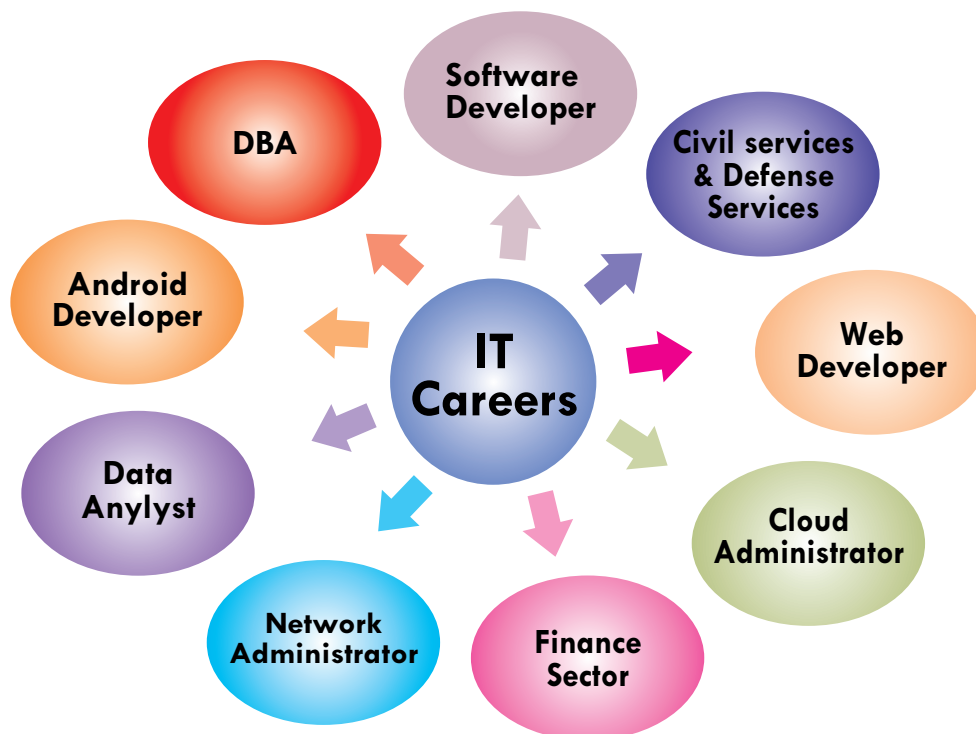 IT
Careers
Software
Developer
Civil services
& Defense
Services
Web
Developer
Cloud
Administrator
Finance
Sector
Network
Administrator
Data
Anylyst
Android
Developer
DBA